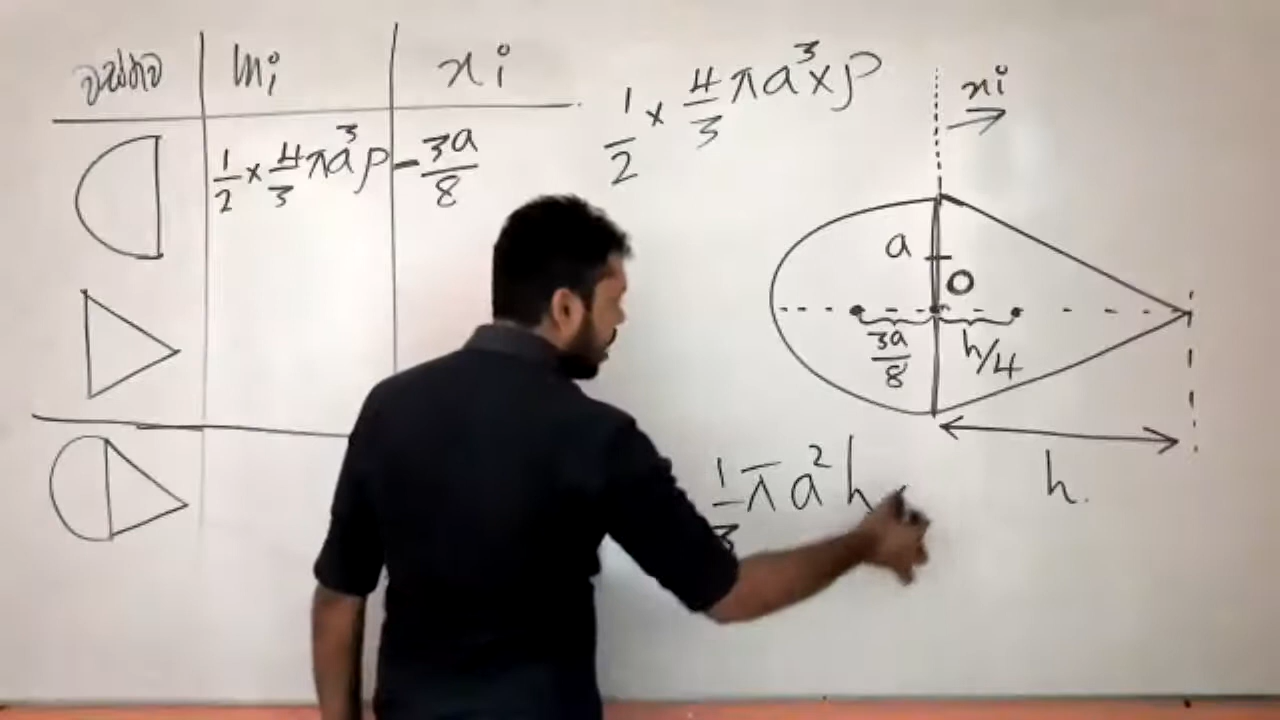 වස්තුව | mi | xi
1/2 × 4/3 πa³ρ | -3a/8
1/2 × 4/3 πa³ × ρ
xi
a
O
3a/8 h/4
h
1/3 πa²h